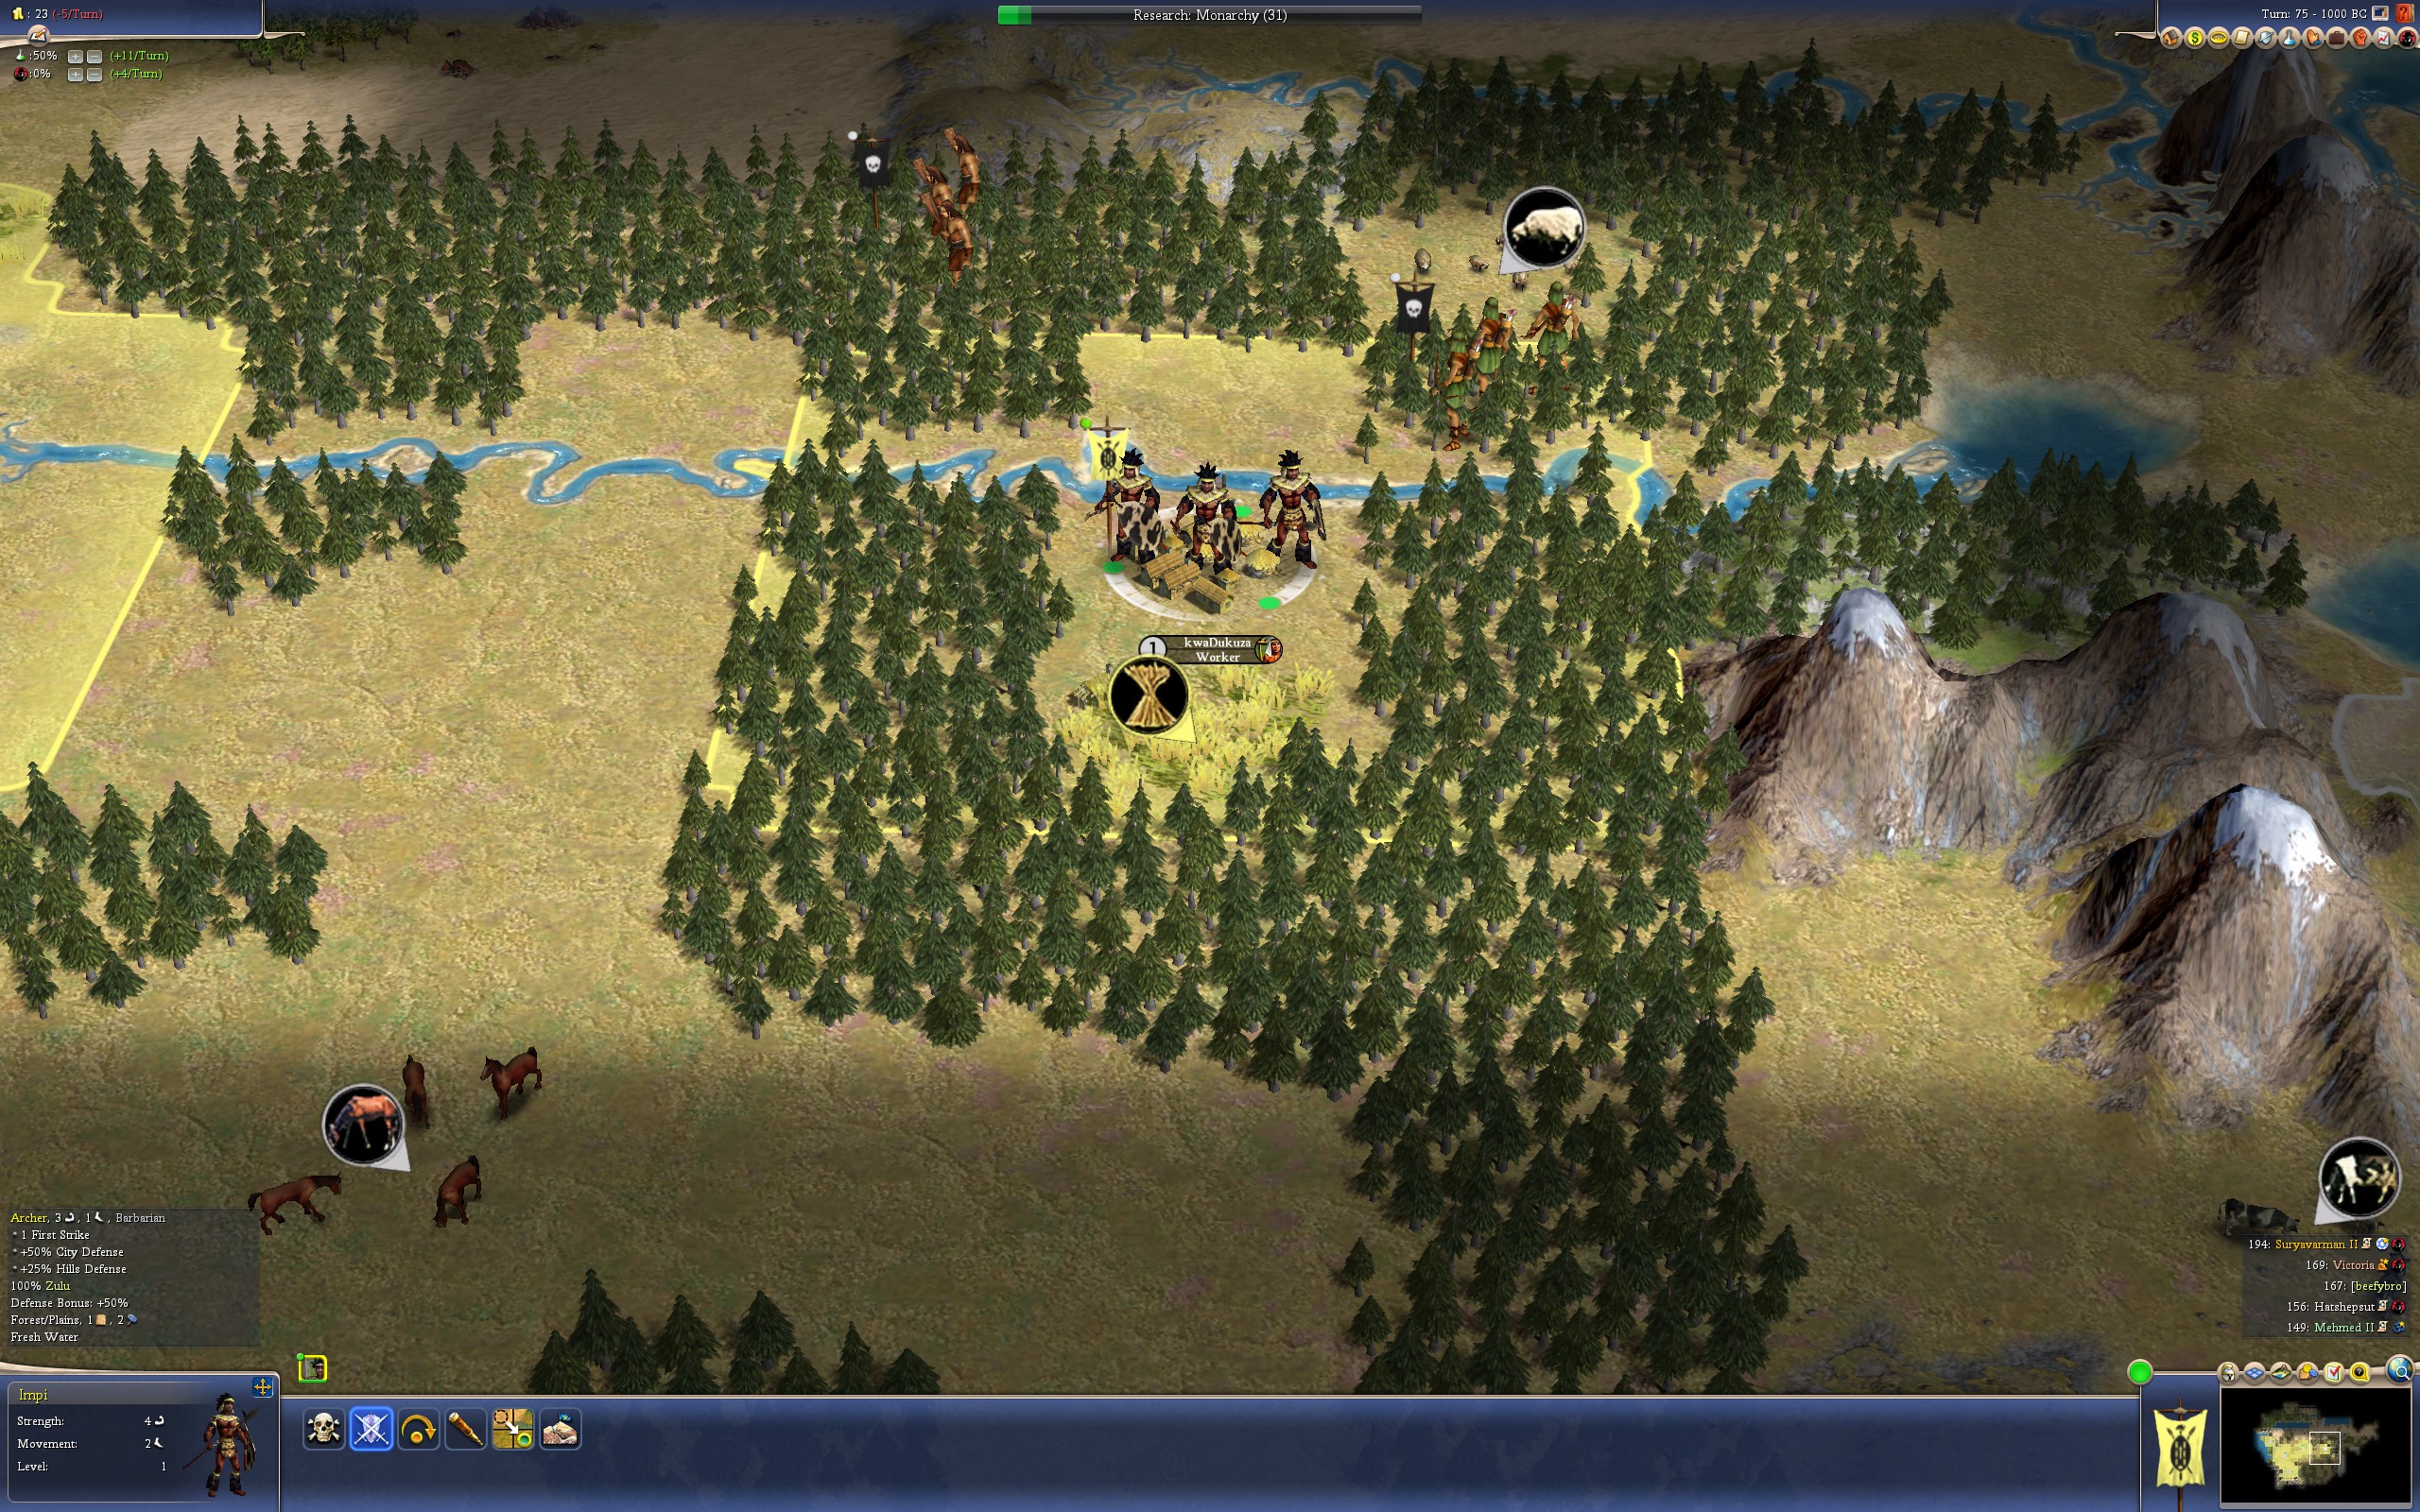 : 23 (-5/Turn)
Research: Monarchy (31)
Turn: 75 - 1000 BC
:50% (+11/Turn)
:0% (+4/Turn)
1 kwaDukuza
Worker
Archer, 3 , 1 , Barbarian
* 1 First Strike
* +50% City Defense
* +25% Hills Defense
100% Zulu
Defense Bonus: +50%
Forest/Plains, 1 , 2
Fresh Water
194: Suryavarman II
169: Victoria
167: [beefybro]
156: Hatshepsut
149: Mehmed II
Impi
Strength: 4
Movement: 2
Level: 1